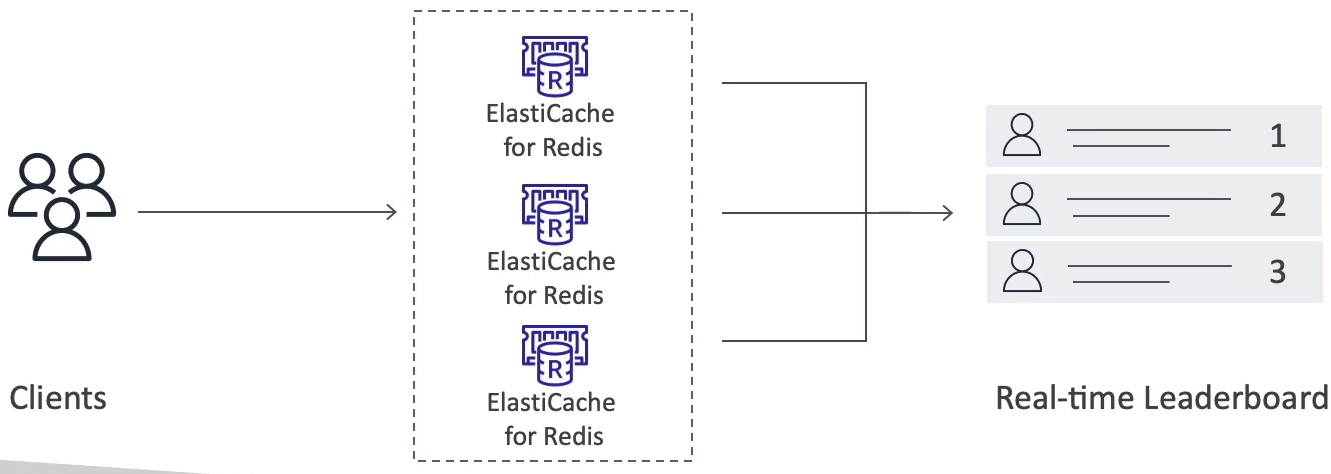 Clients
R
ElastiCache
for Redis
R
ElastiCache
for Redis
R
ElastiCache
for Redis
1
2
3
Real-time Leaderboard